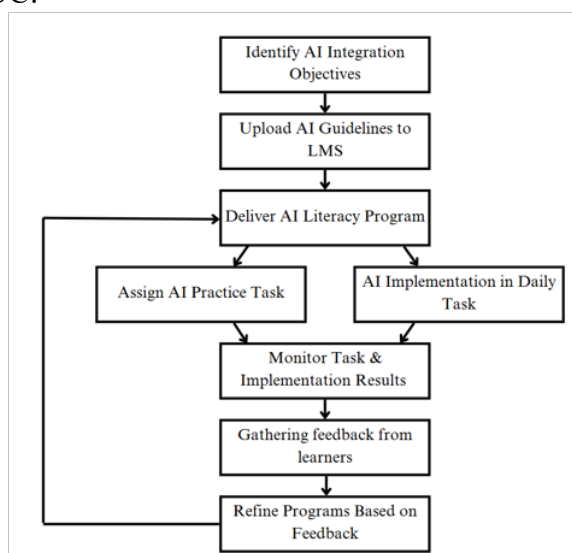 Identify AI Integration
Objectives
Upload AI Guidelines to
LMS
Deliver AI Literacy Program
Assign AI Practice Task
AI Implementation in Daily
Task
Monitor Task &
Implementation Results
Gathering feedback from
learners
Refine Programs Based on
Feedback